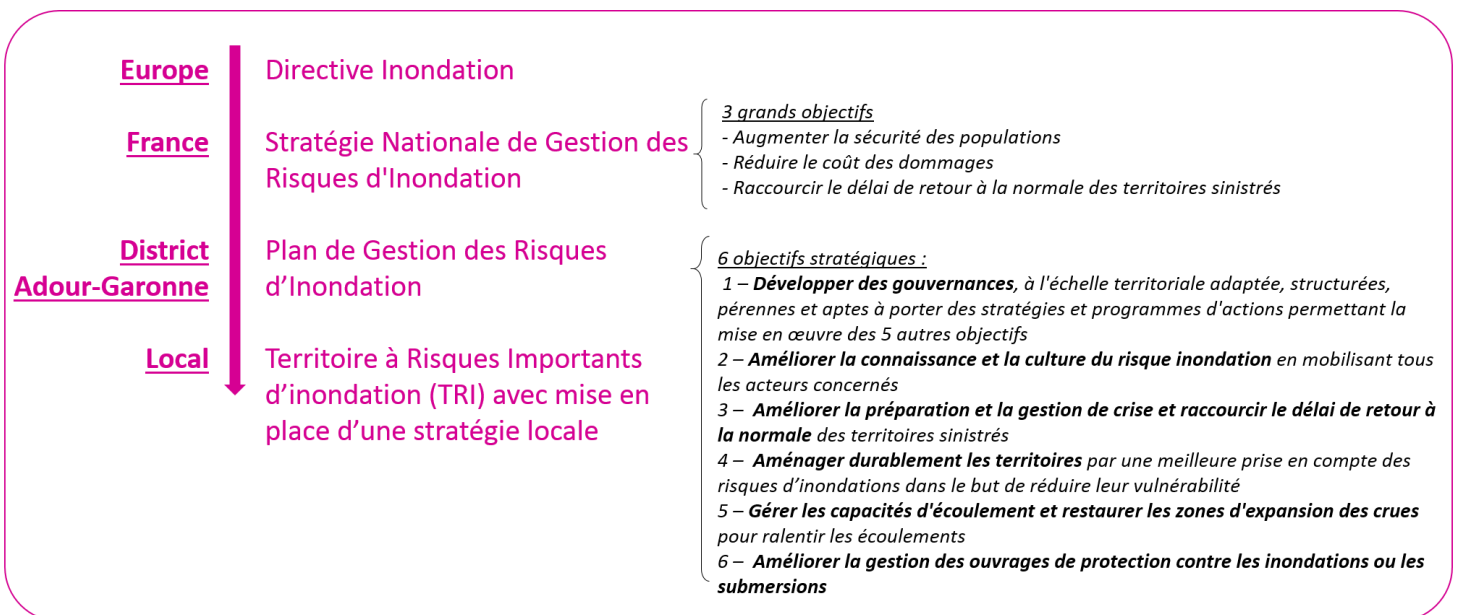 Europe
Directive Inondation
France
Stratégie Nationale de Gestion des
Risques d'Inondation
3 grands objectifs
- Augmenter la sécurité des populations
- Réduire le coût des dommages
- Raccourcir le délai de retour à la normale des territoires sinistrés
District
Adour-Garonne
Plan de Gestion des Risques
d’Inondation
6 objectifs stratégiques :
1 – Développer des gouvernances, à l'échelle territoriale adaptée, structurées,
pérennes et aptes à porter des stratégies et programmes d'actions permettant la
mise en œuvre des 5 autres objectifs
2 – Améliorer la connaissance et la culture du risque inondation en mobilisant tous
les acteurs concernés
3 – Améliorer la préparation et la gestion de crise et raccourcir le délai de retour à
la normale des territoires sinistrés
4 – Aménager durablement les territoires par une meilleure prise en compte des
risques d’inondations dans le but de réduire leur vulnérabilité
5 – Gérer les capacités d'écoulement et restaurer les zones d'expansion des crues
pour ralentir les écoulements
6 – Améliorer la gestion des ouvrages de protection contre les inondations ou les
submersions
Local
Territoire à Risques Importants
d’inondation (TRI) avec mise en
place d’une stratégie locale